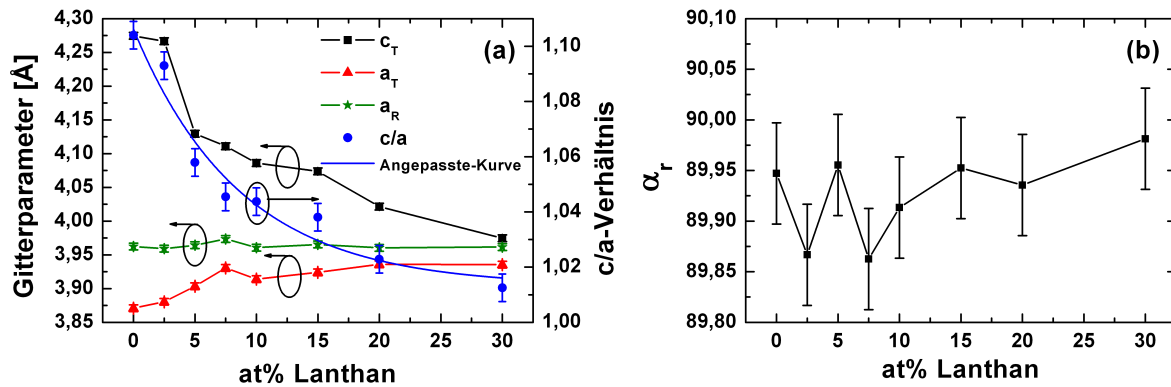 (a)
Gitterparameter [Å]
4,30
4,25
4,20
4,15
4,10
4,05
4,00
3,95
3,90
3,85
0 5 10 15 20 25 30
at% Lanthan
c_T
a_T
a_R
c/a
Angepasste-Kurve
1,10
1,08
1,06
1,04
1,02
1,00
c/a-Verhältnis
(b)
α_r
90,10
90,05
90,00
89,95
89,90
89,85
89,80
0 5 10 15 20 25 30
at% Lanthan